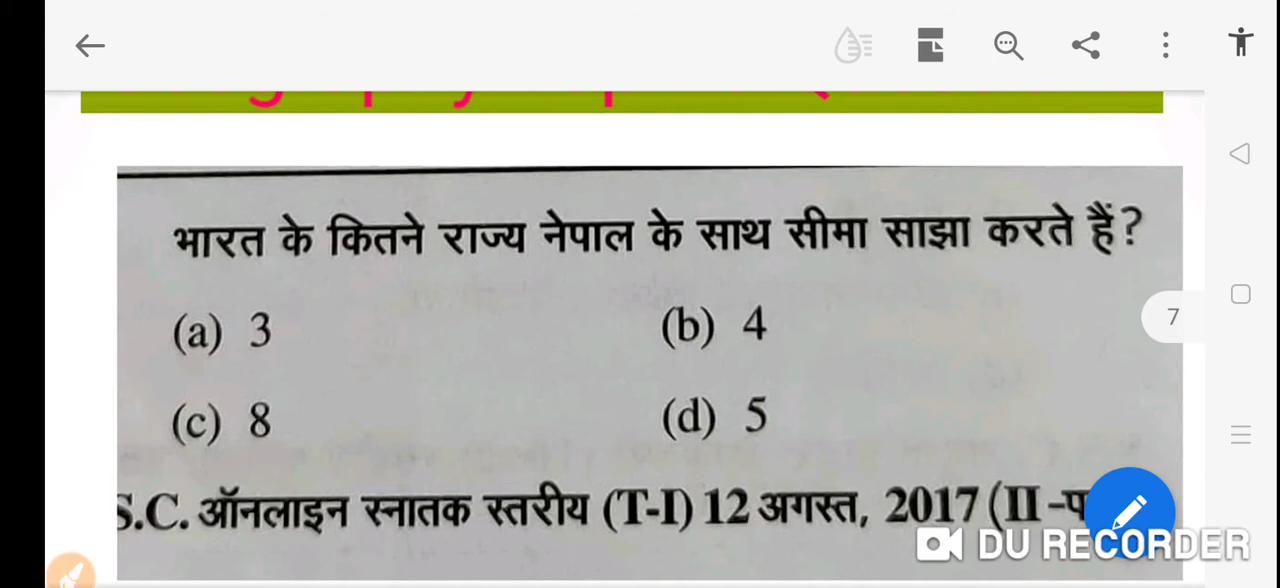 भारत के कितने राज्य नेपाल के साथ सीमा साझा करते हैं?
(a) 3 (b) 4
7
(c) 8 (d) 5
S.C. ऑनलाइन स्नातक स्तरीय (T-I) 12 अगस्त, 2017 (II -प
DU RECORDER